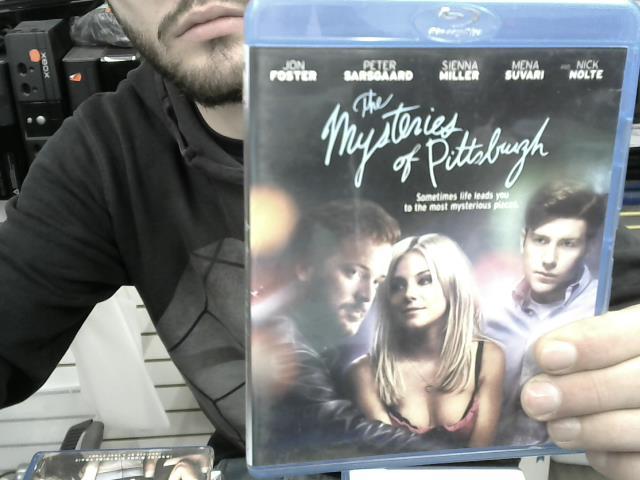 JON FOSTER
PETER SARSGAARD
SIENNA MILLER
MENA SUVARI
AND NICK NOLTE
The
Mysteries
of Pittsburgh
Sometimes life leads you
to the most mysterious places.
XBOX